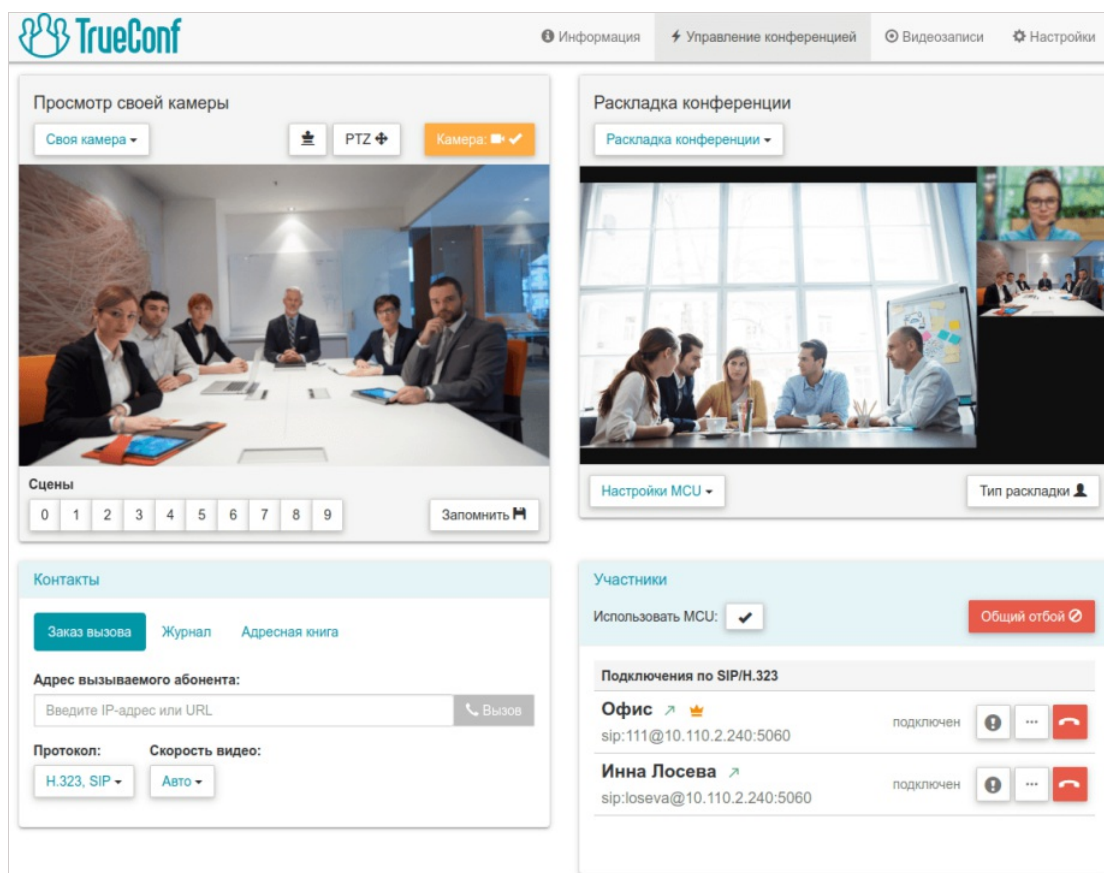 TrueConf
Информация
Управление конференцией
Видеозаписи
Настройки
Просмотр своей камеры
Своя камера
PTZ
Камера:
Сцены
0 1 2 3 4 5 6 7 8 9
Запомнить
Раскладка конференции
Раскладка конференции
Настройки MCU
Тип раскладки
Контакты
Заказ вызова
Журнал
Адресная книга
Адрес вызываемого абонента:
Введите IP-адрес или URL
Вызов
Протокол:
Скорость видео:
H.323, SIP
Авто
Участники
Использовать MCU:
Общий отбой
Подключения по SIP/H.323
Офис
sip:111@10.110.2.240:5060
подключен
Инна Лосева
sip:loseva@10.110.2.240:5060
подключен